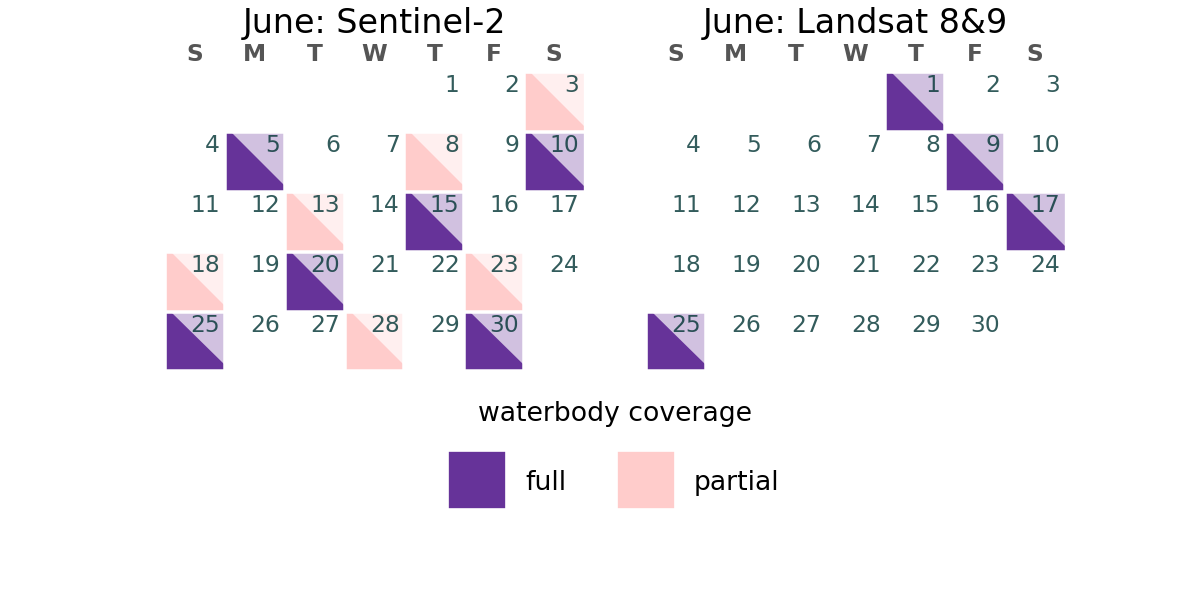 June: Sentinel-2
S M T W T F S
1 2 3
4 5 6 7 8 9 10
11 12 13 14 15 16 17
18 19 20 21 22 23 24
25 26 27 28 29 30
June: Landsat 8&9
S M T W T F S
1 2 3
4 5 6 7 8 9 10
11 12 13 14 15 16 17
18 19 20 21 22 23 24
25 26 27 28 29 30
waterbody coverage
full partial